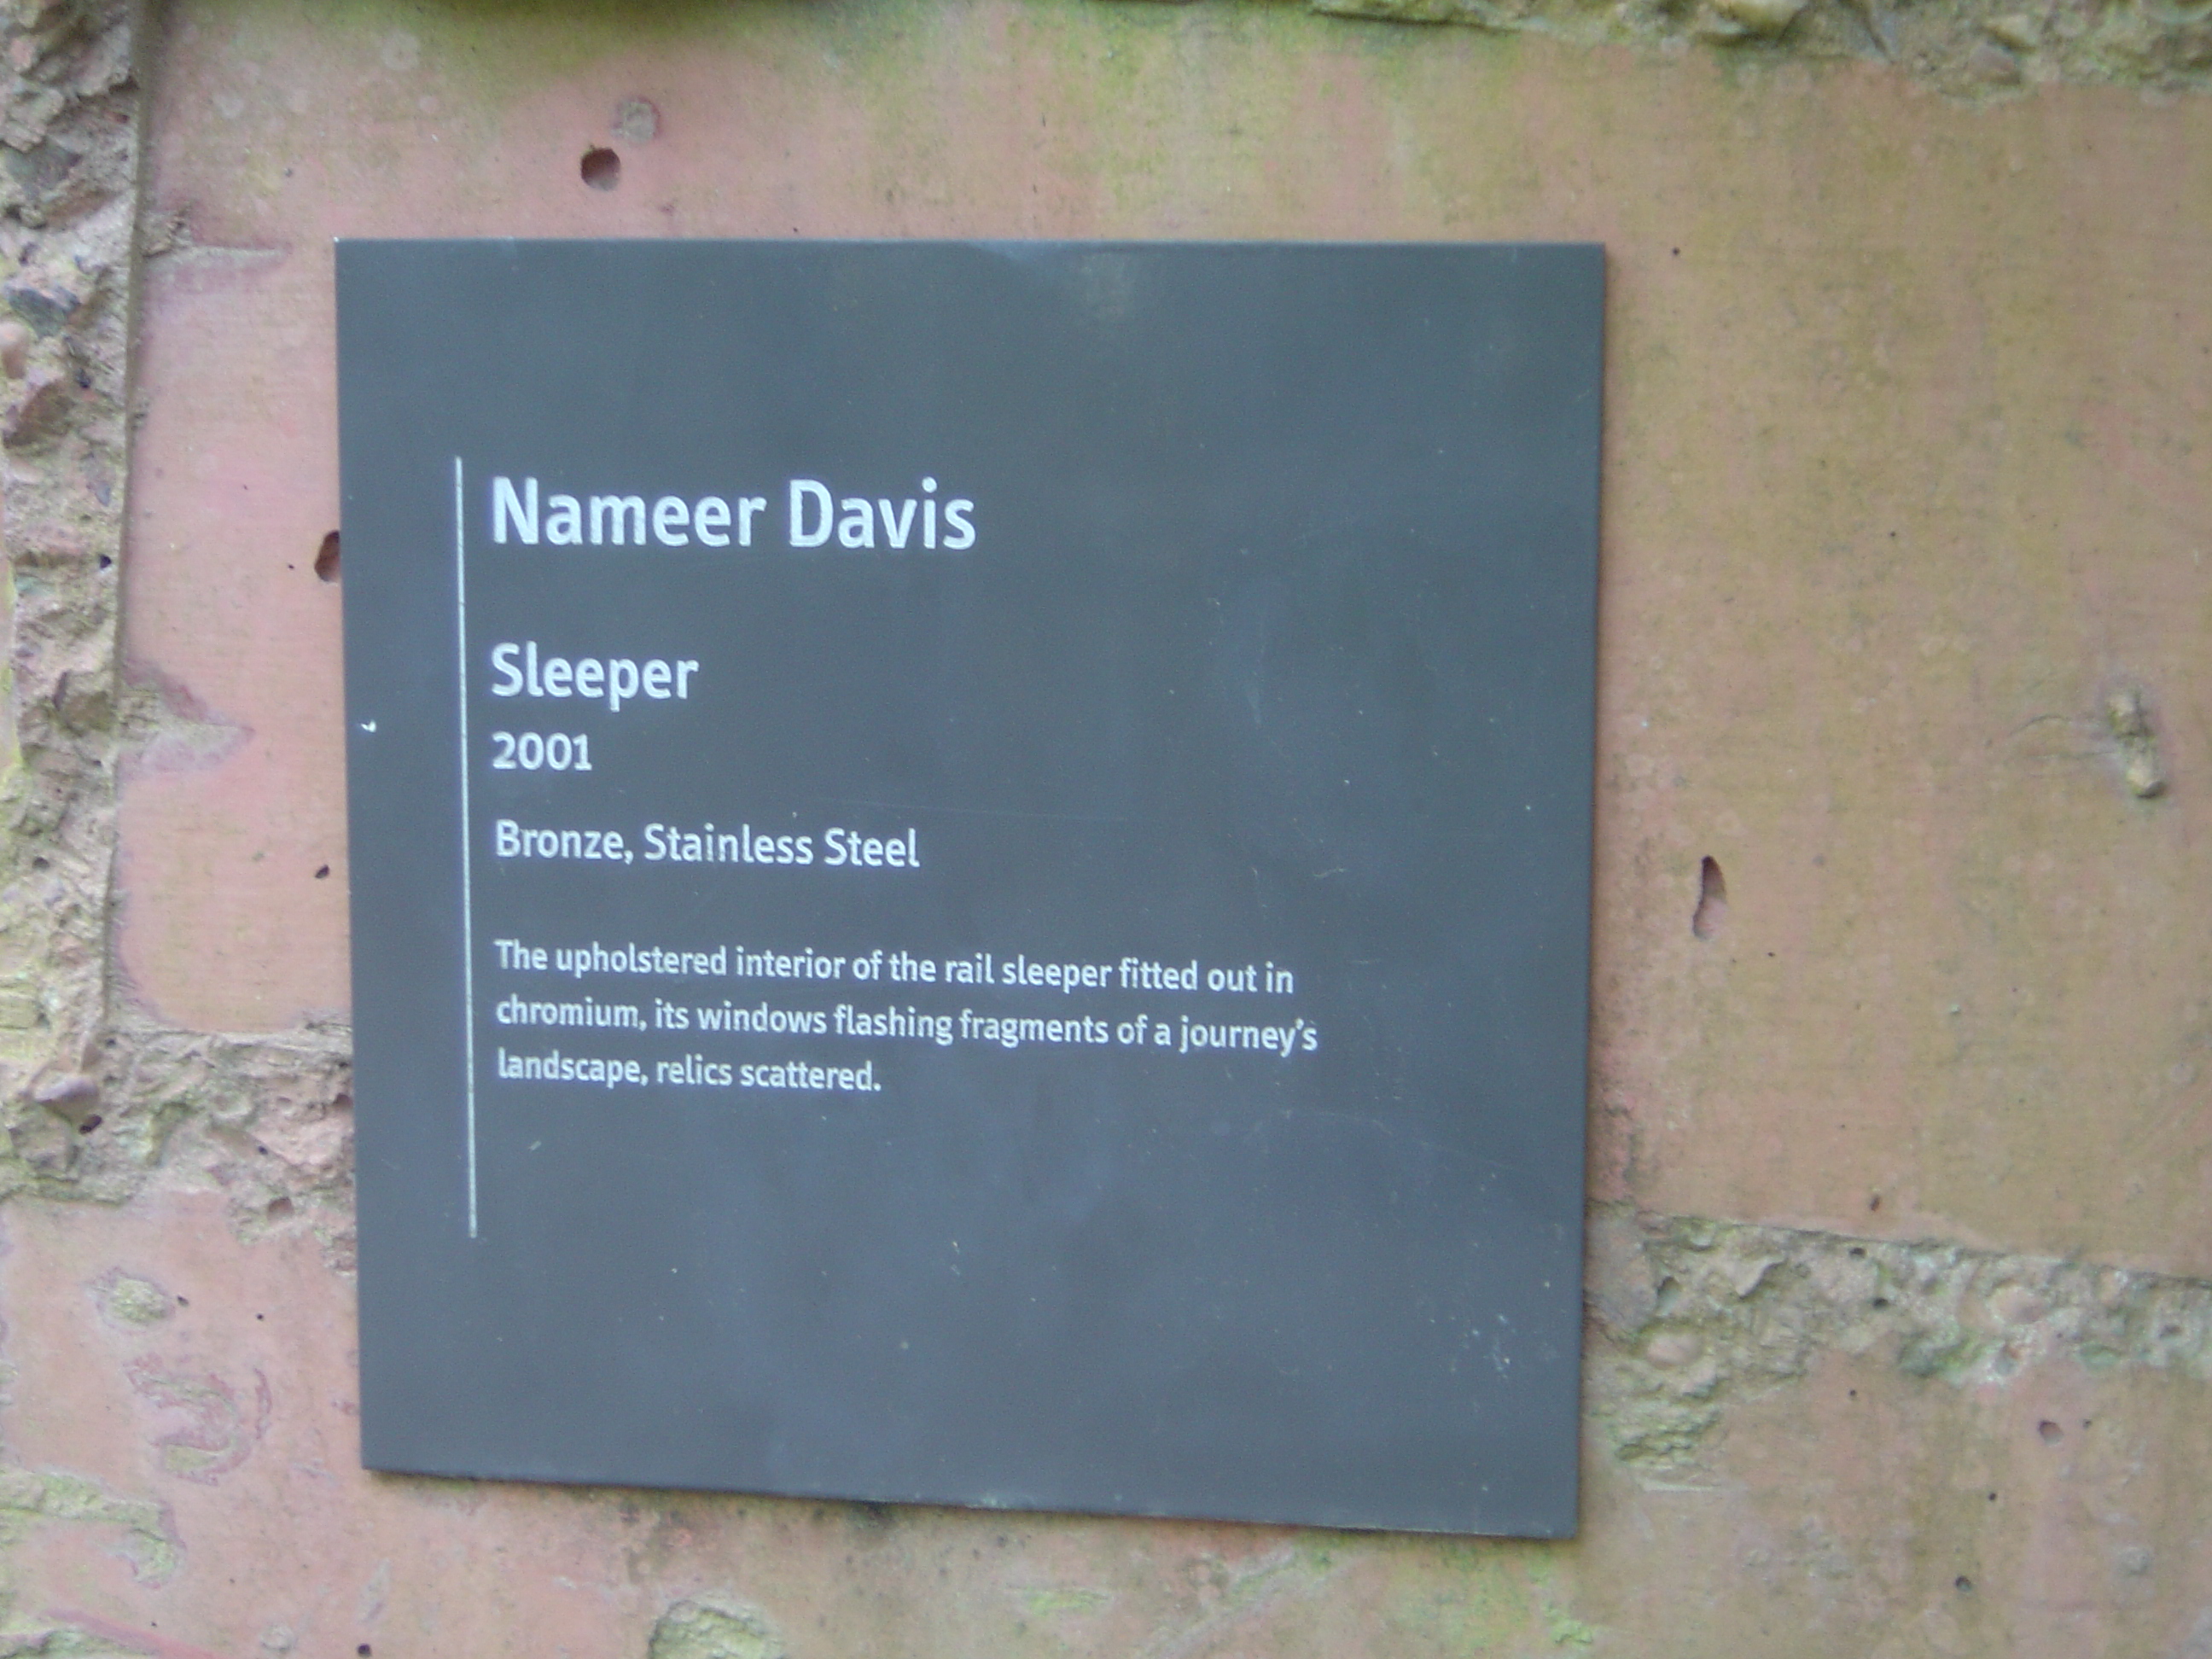 Nameer Davis
Sleeper
2001
Bronze, Stainless Steel
The upholstered interior of the rail sleeper fitted out in
chromium, its windows flashing fragments of a journey's
landscape, relics scattered.